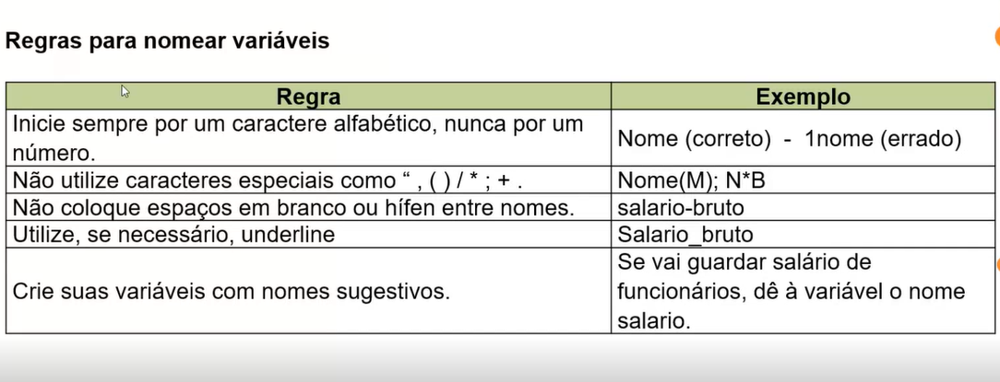 Regras para nomear variáveis
Regra
Exemplo
Inicie sempre por um caractere alfabético, nunca por um
número.
Nome (correto)  -  1nome (errado)
Não utilize caracteres especiais como “ , ( ) / * ; + .
Nome(M); N*B
Não coloque espaços em branco ou hífen entre nomes.
salario-bruto
Utilize, se necessário, underline
Salario_bruto
Crie suas variáveis com nomes sugestivos.
Se vai guardar salário de
funcionários, dê à variável o nome
salario.